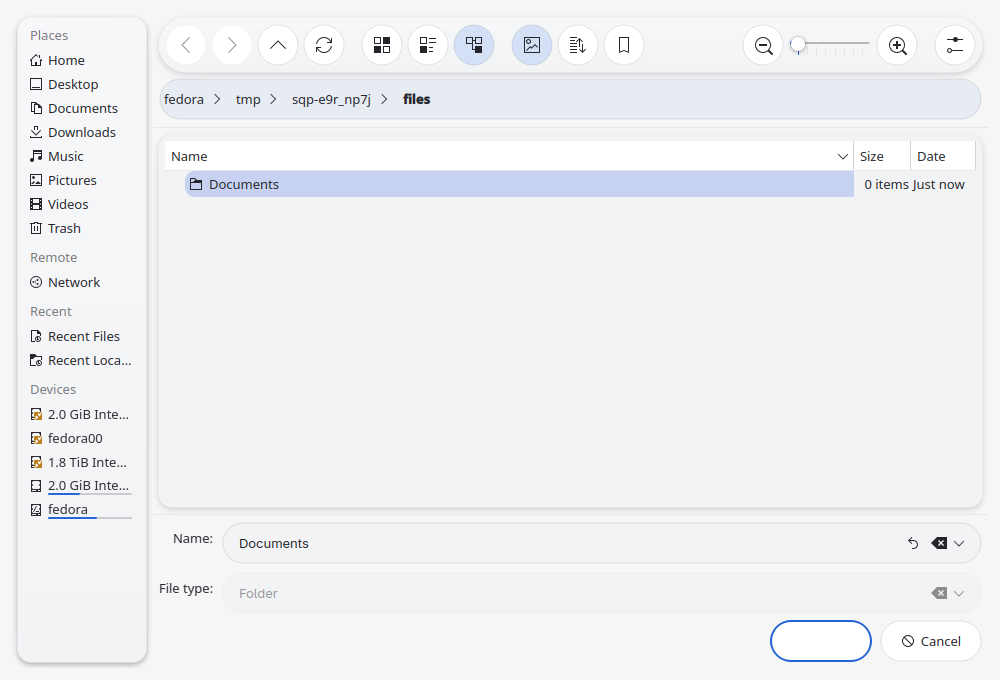 Places
Home
Desktop
Documents
Downloads
Music
Pictures
Videos
Trash
Remote
Network
Recent
Recent Files
Recent Loca...
Devices
2.0 GiB Inte...
fedora00
1.8 TiB Inte...
2.0 GiB Inte...
fedora
fedora tmp sqp-e9r_np7j files
Name Size Date
Documents 0 items Just now
Name: Documents
File type: Folder
Cancel